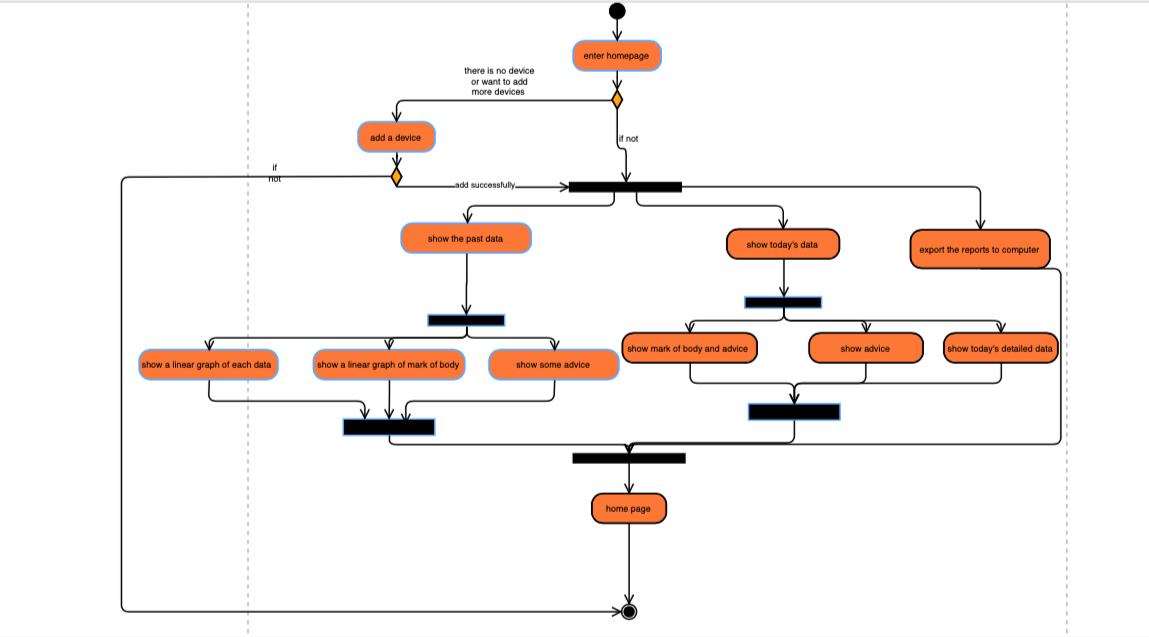 enter homepage
there is no device
or want to add
more devices
add a device
if not
if
not
add successfully
show the past data
show today's data
export the reports to computer
show a linear graph of each data
show a linear graph of mark of body
show some advice
show mark of body and advice
show advice
show today's detailed data
home page